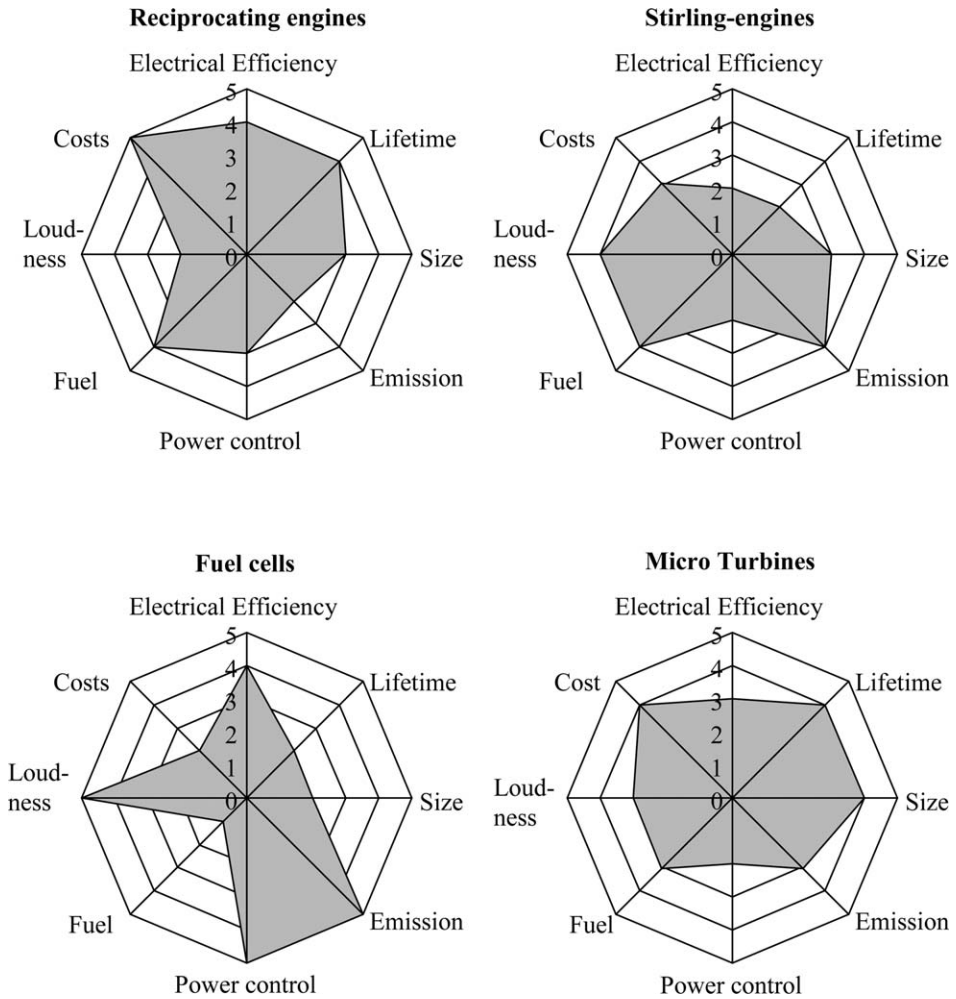 Reciprocating engines
Electrical Efficiency
5
4
3
2
1
0
Costs
Lifetime
Loud-
ness
Size
Fuel
Emission
Power control
Stirling-engines
Electrical Efficiency
5
4
3
2
1
0
Costs
Lifetime
Loud-
ness
Size
Fuel
Emission
Power control
Fuel cells
Electrical Efficiency
5
4
3
2
1
0
Costs
Lifetime
Loud-
ness
Size
Fuel
Emission
Power control
Micro Turbines
Electrical Efficiency
5
4
3
2
1
0
Cost
Lifetime
Loud-
ness
Size
Fuel
Emission
Power control